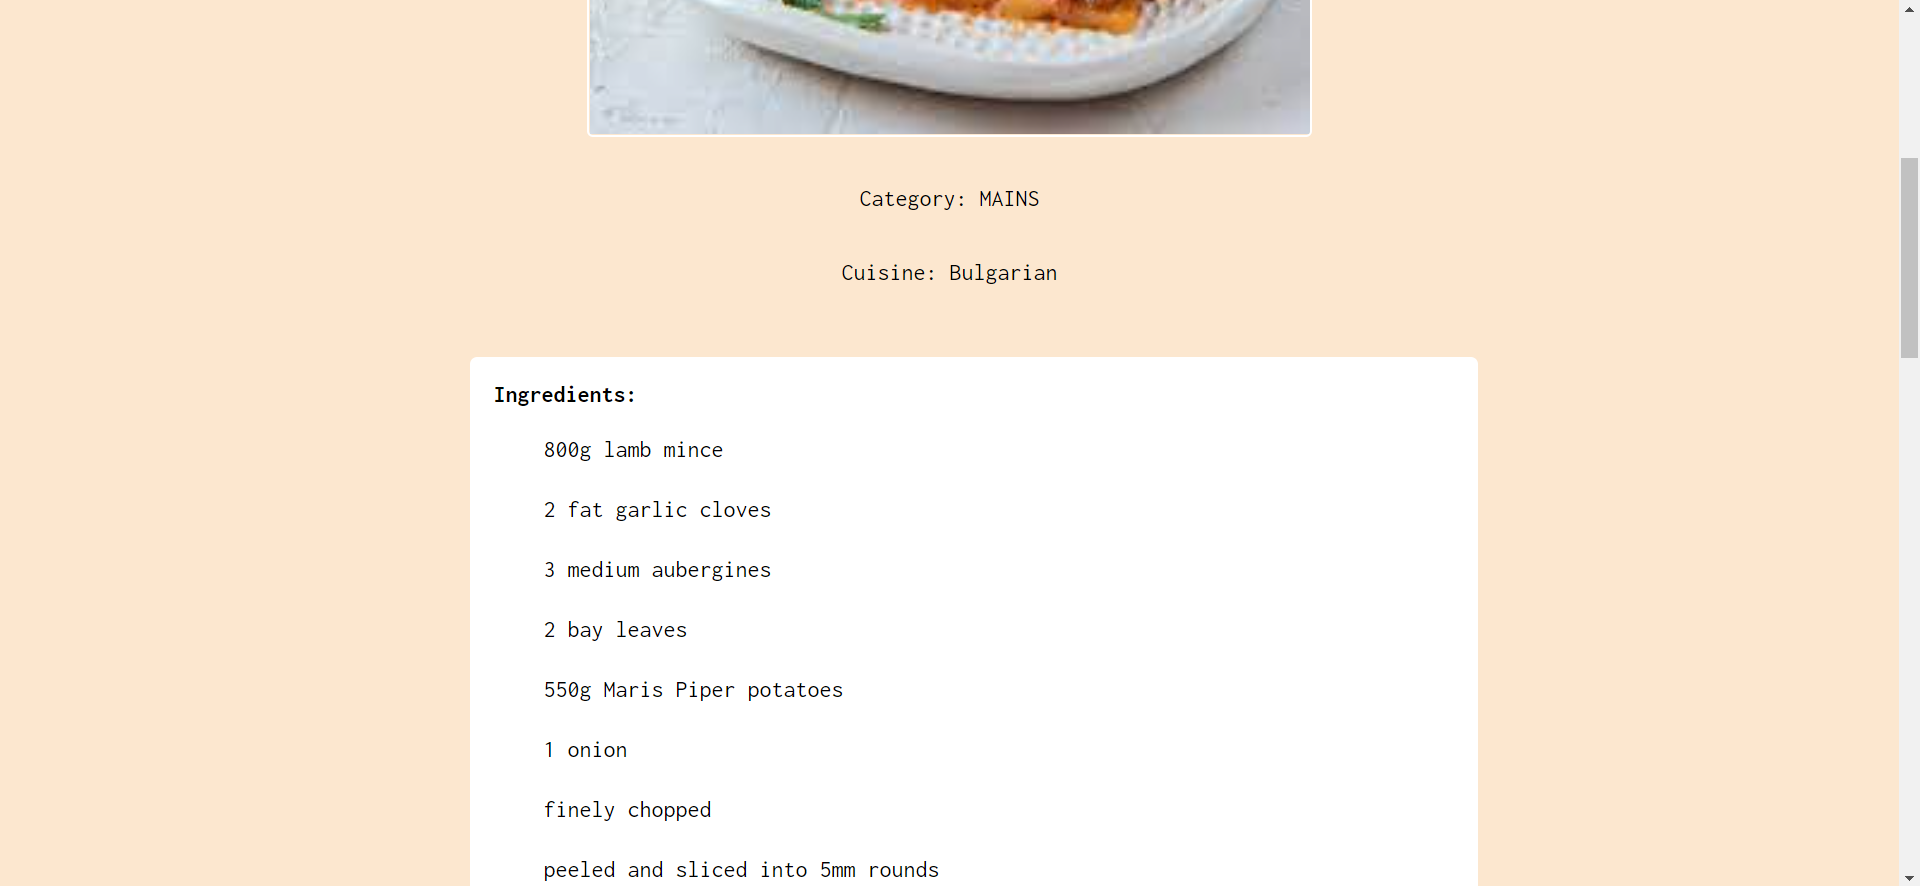 Category: MAINS
Cuisine: Bulgarian
Ingredients:
800g lamb mince
2 fat garlic cloves
3 medium aubergines
2 bay leaves
550g Maris Piper potatoes
1 onion
finely chopped
peeled and sliced into 5mm rounds